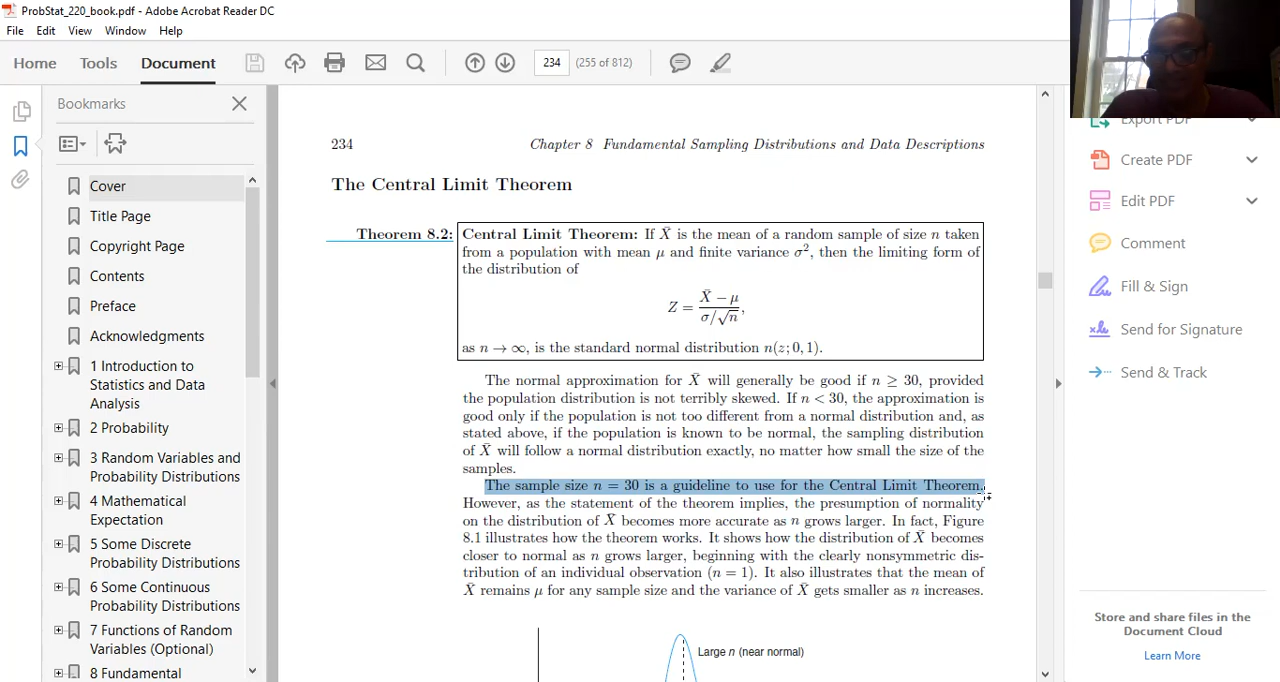 ProbStat_220_book.pdf - Adobe Acrobat Reader DC
File Edit View Window Help
Home Tools Document 234 (255 of 812)
Bookmarks
Cover
Title Page
Copyright Page
Contents
Preface
Acknowledgments
1 Introduction to
Statistics and Data
Analysis
2 Probability
3 Random Variables and
Probability Distributions
4 Mathematical
Expectation
5 Some Discrete
Probability Distributions
6 Some Continuous
Probability Distributions
7 Functions of Random
Variables (Optional)
8 Fundamental
234 Chapter 8 Fundamental Sampling Distributions and Data Descriptions
The Central Limit Theorem
Theorem 8.2: Central Limit Theorem: If X̄ is the mean of a random sample of size n taken
from a population with mean μ and finite variance σ², then the limiting form of
the distribution of
Z = (X̄ − μ)/(σ/√n),
as n → ∞, is the standard normal distribution n(z; 0, 1).
The normal approximation for X̄ will generally be good if n ≥ 30, provided
the population distribution is not terribly skewed. If n < 30, the approximation is
good only if the population is not too different from a normal distribution and, as
stated above, if the population is known to be normal, the sampling distribution
of X̄ will follow a normal distribution exactly, no matter how small the size of the
samples.
The sample size n = 30 is a guideline to use for the Central Limit Theorem.
However, as the statement of the theorem implies, the presumption of normality
on the distribution of X̄ becomes more accurate as n grows larger. In fact, Figure
8.1 illustrates how the theorem works. It shows how the distribution of X̄ becomes
closer to normal as n grows larger, beginning with the clearly nonsymmetric dis-
tribution of an individual observation (n = 1). It also illustrates that the mean of
X̄ remains μ for any sample size and the variance of X̄ gets smaller as n increases.
Large n (near normal)
Export PDF
Create PDF
Edit PDF
Comment
Fill & Sign
Send for Signature
Send & Track
Store and share files in the
Document Cloud
Learn More